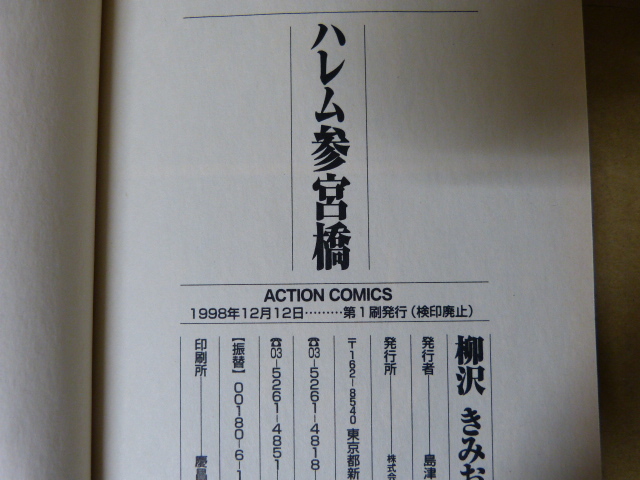 ハレム参宮橋
ACTION COMICS
1998年12月12日………第1刷発行(検印廃止)
柳沢 きみお
発行者――島津
発行所――株式会
〒162-8540 東京都新
☎03-5261-4818
☎03-5261-4851
[振替]00180-6-1
印刷所――慶昌